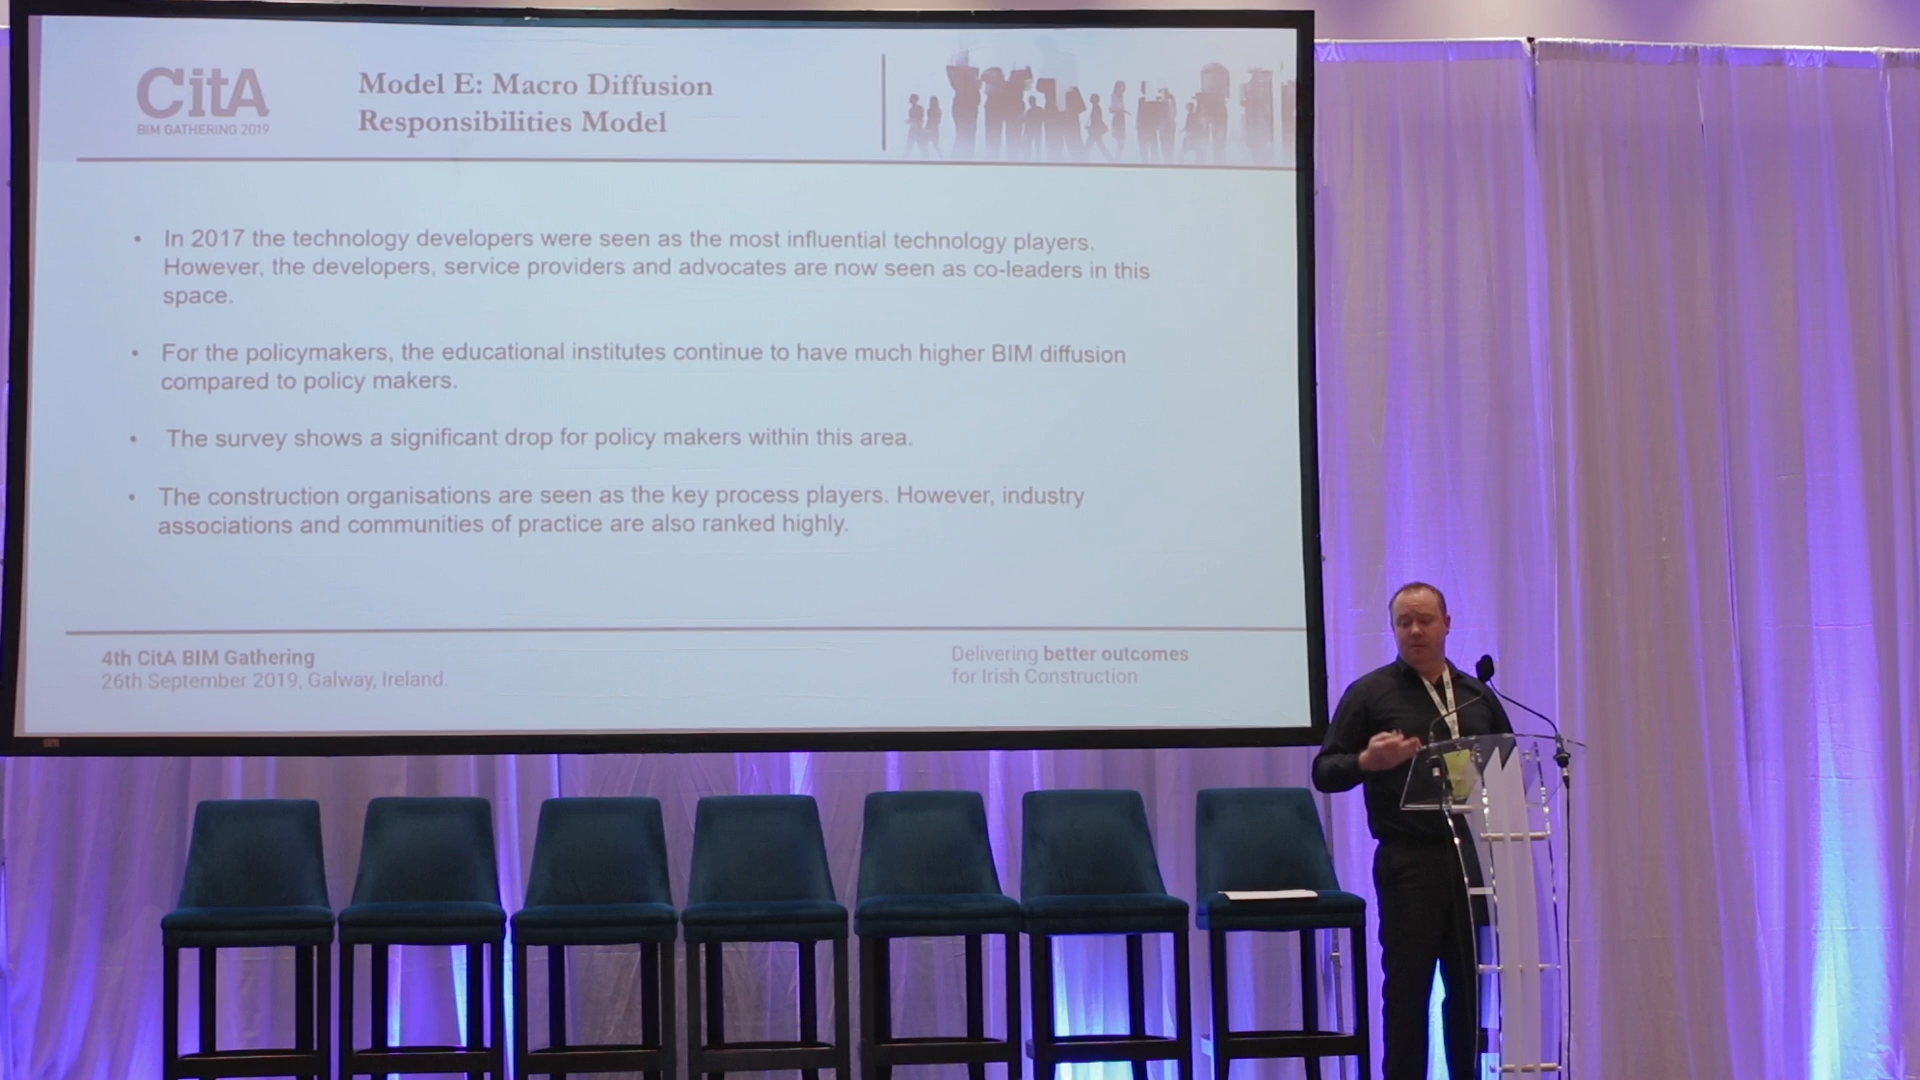 CitA
BIM GATHERING 2019
Model E: Macro Diffusion
Responsibilities Model
• In 2017 the technology developers were seen as the most influential technology players.
However, the developers, service providers and advocates are now seen as co-leaders in this
space.
• For the policymakers, the educational institutes continue to have much higher BIM diffusion
compared to policy makers.
• The survey shows a significant drop for policy makers within this area.
• The construction organisations are seen as the key process players. However, industry
associations and communities of practice are also ranked highly.
4th CitA BIM Gathering
26th September 2019, Galway, Ireland.
Delivering better outcomes
for Irish Construction